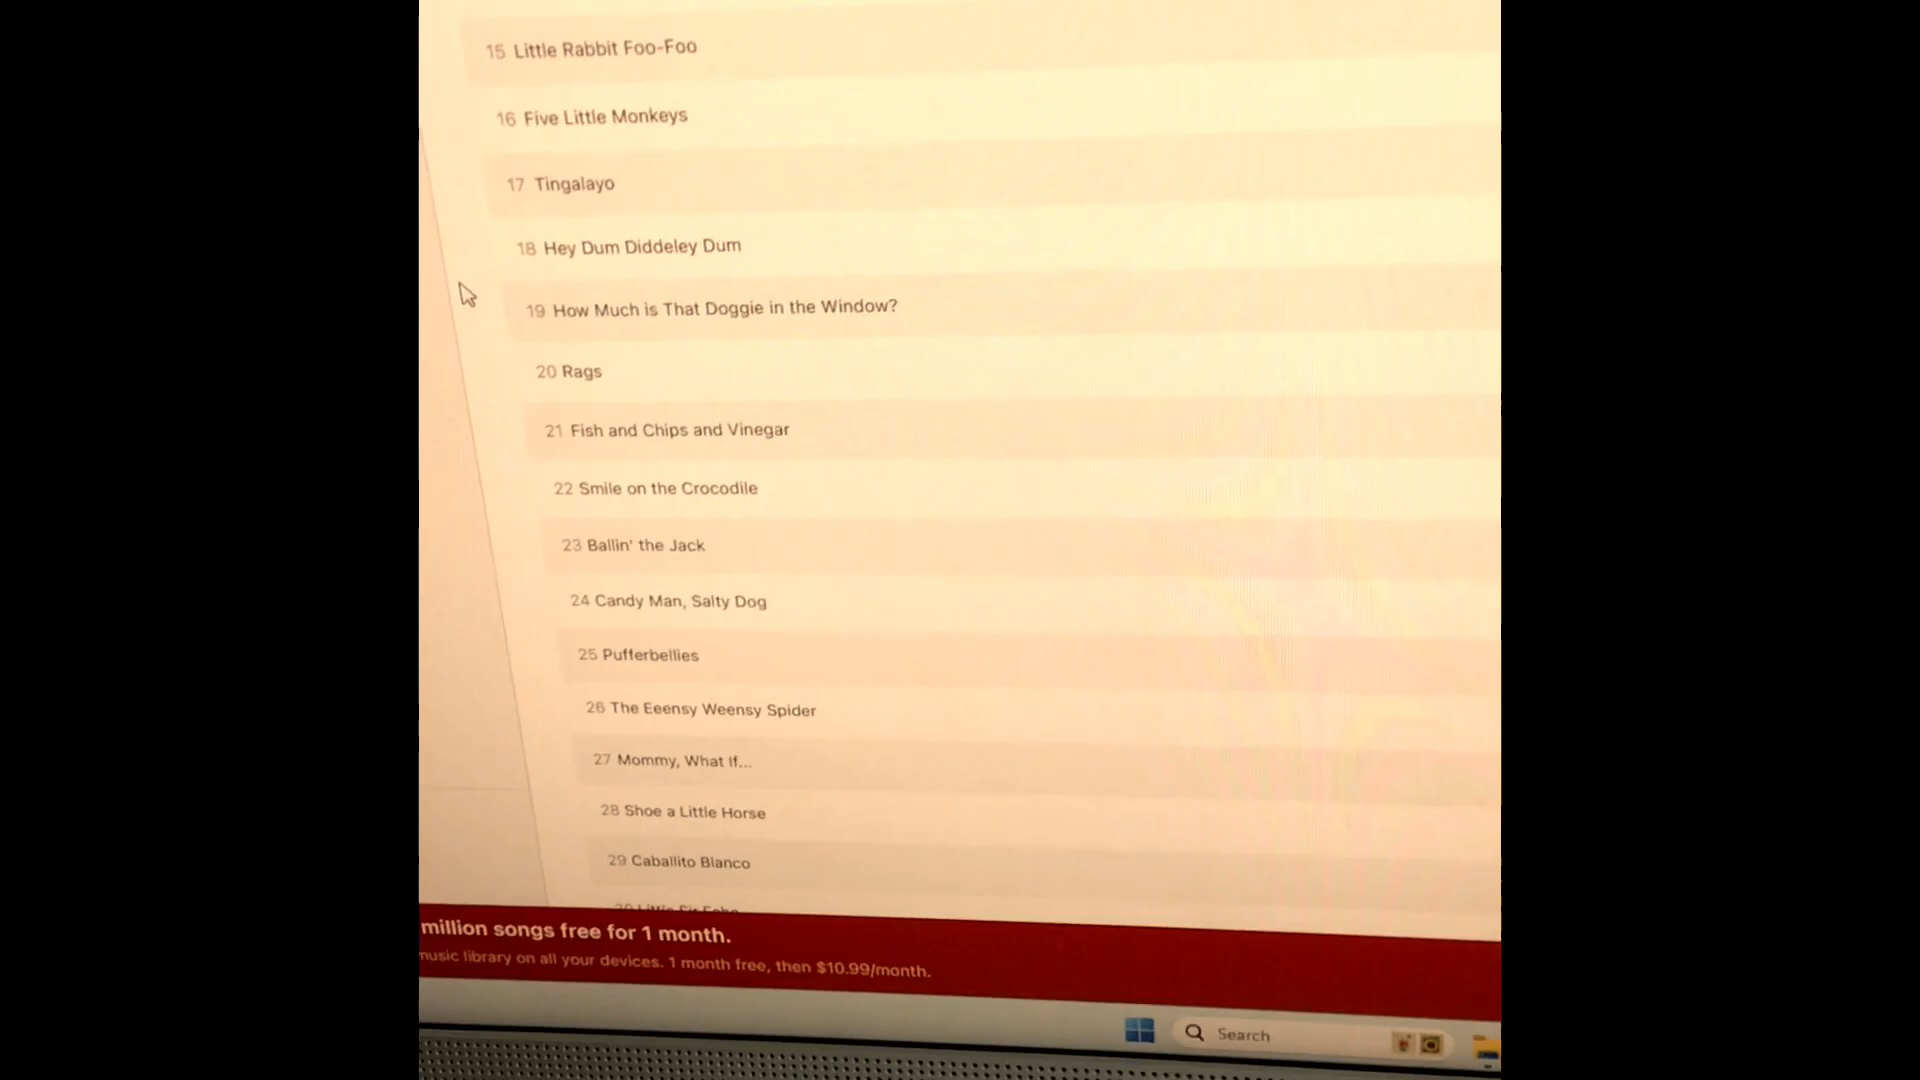 15 Little Rabbit Foo-Foo
16 Five Little Monkeys
17 Tingalayo
18 Hey Dum Diddeley Dum
19 How Much is That Doggie in the Window?
20 Rags
21 Fish and Chips and Vinegar
22 Smile on the Crocodile
23 Ballin' the Jack
24 Candy Man, Salty Dog
25 Pufferbellies
26 The Eeensy Weensy Spider
27 Mommy, What If...
28 Shoe a Little Horse
29 Caballito Blanco
million songs free for 1 month.
music library on all your devices. 1 month free, then $10.99/month.
Search